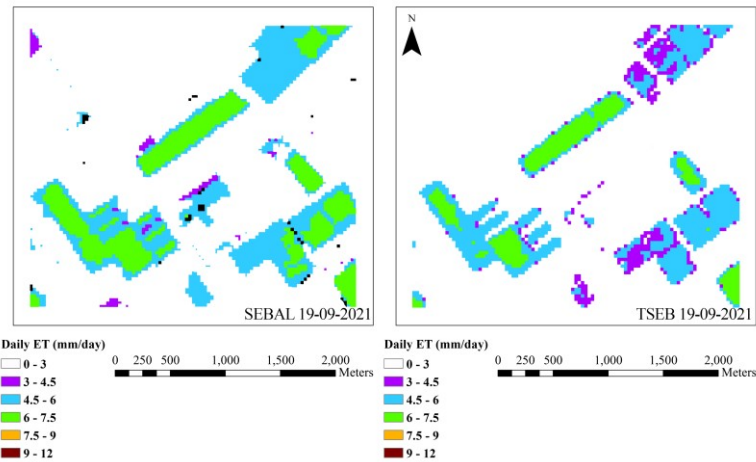 N
SEBAL 19-09-2021
TSEB 19-09-2021
Daily ET (mm/day)
0 - 3
3 - 4.5
4.5 - 6
6 - 7.5
7.5 - 9
9 - 12
0 250 500 1,000 1,500 2,000
Meters
Daily ET (mm/day)
0 - 3
3 - 4.5
4.5 - 6
6 - 7.5
7.5 - 9
9 - 12
0 250 500 1,000 1,500 2,000
Meters